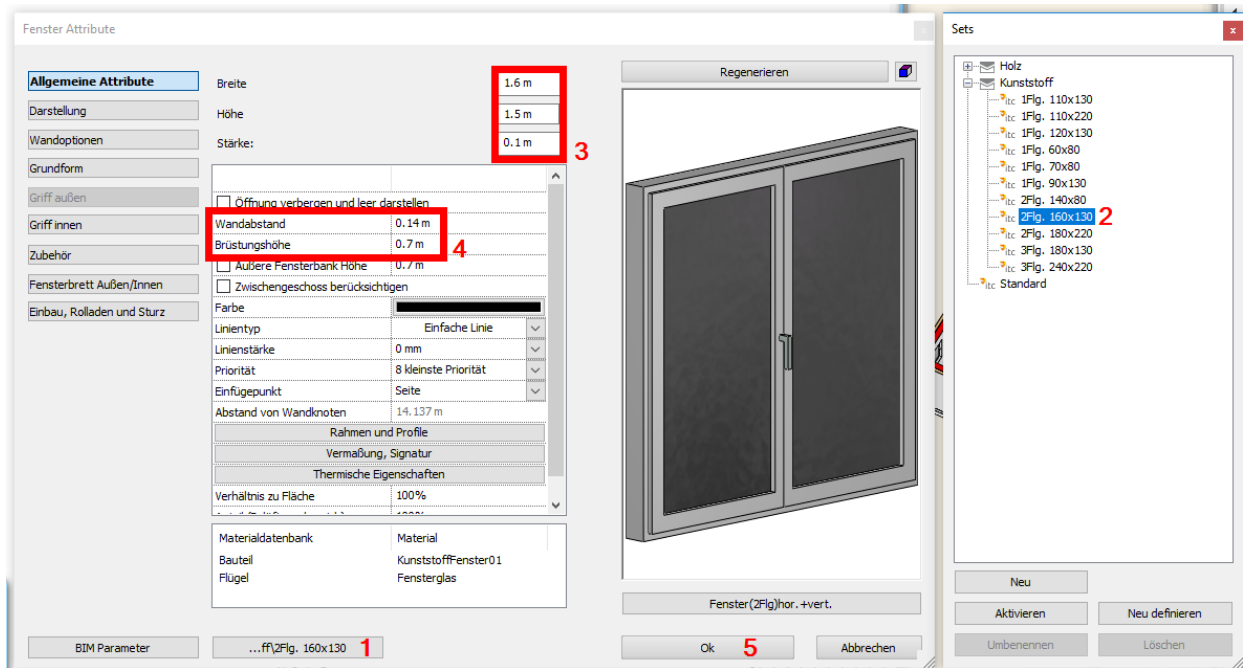 Fenster Attribute
Allgemeine Attribute
Darstellung
Wandoptionen
Grundform
Griff außen
Griff innen
Zubehör
Fensterbrett Außen/Innen
Einbau, Rolladen und Sturz
Breite 1.6 m
Höhe 1.5 m
Stärke: 0.1 m
3
Öffnung verbergen und leer darstellen
Wandabstand 0.14 m
Brüstungshöhe 0.7 m
4
Äußere Fensterbank Höhe 0.7 m
Zwischengeschoss berücksichtigen
Farbe
Linientyp Einfache Linie
Linienstärke 0 mm
Priorität 8 kleinste Priorität
Einfügepunkt Seite
Abstand von Wandknoten 14.137 m
Rahmen und Profile
Vermaßung, Signatur
Thermische Eigenschaften
Verhältnis zu Fläche 100%
Materialdatenbank Material
Bauteil KunststoffFenster01
Flügel Fensterglas
BIM Parameter
...ff\2Flg. 160x130 1
Regenerieren
Fenster(2Flg)hor.+vert.
Ok 5
Abbrechen
Sets
x
Holz
Kunststoff
itc 1Flg. 110x130
itc 1Flg. 110x220
itc 1Flg. 120x130
itc 1Flg. 60x80
itc 1Flg. 70x80
itc 1Flg. 90x130
itc 2Flg. 140x80
itc 2Flg. 160x130 2
itc 2Flg. 180x220
itc 3Flg. 180x130
itc 3Flg. 240x220
itc Standard
Neu
Aktivieren
Neu definieren
Umbenennen
Löschen